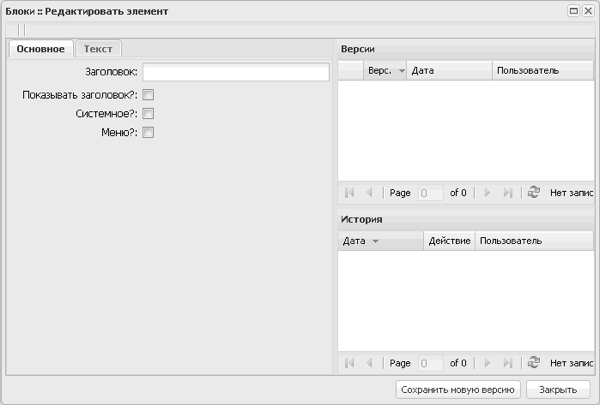 Блоки :: Редактировать элемент
Основное Текст
Заголовок:
Показывать заголовок?:
Системное?:
Меню?:
Версии
Верс. Дата Пользователь
Page 0 of 0 Нет запис
История
Дата Действие Пользователь
Page 0 of 0 Нет запис
Сохранить новую версию Закрыть